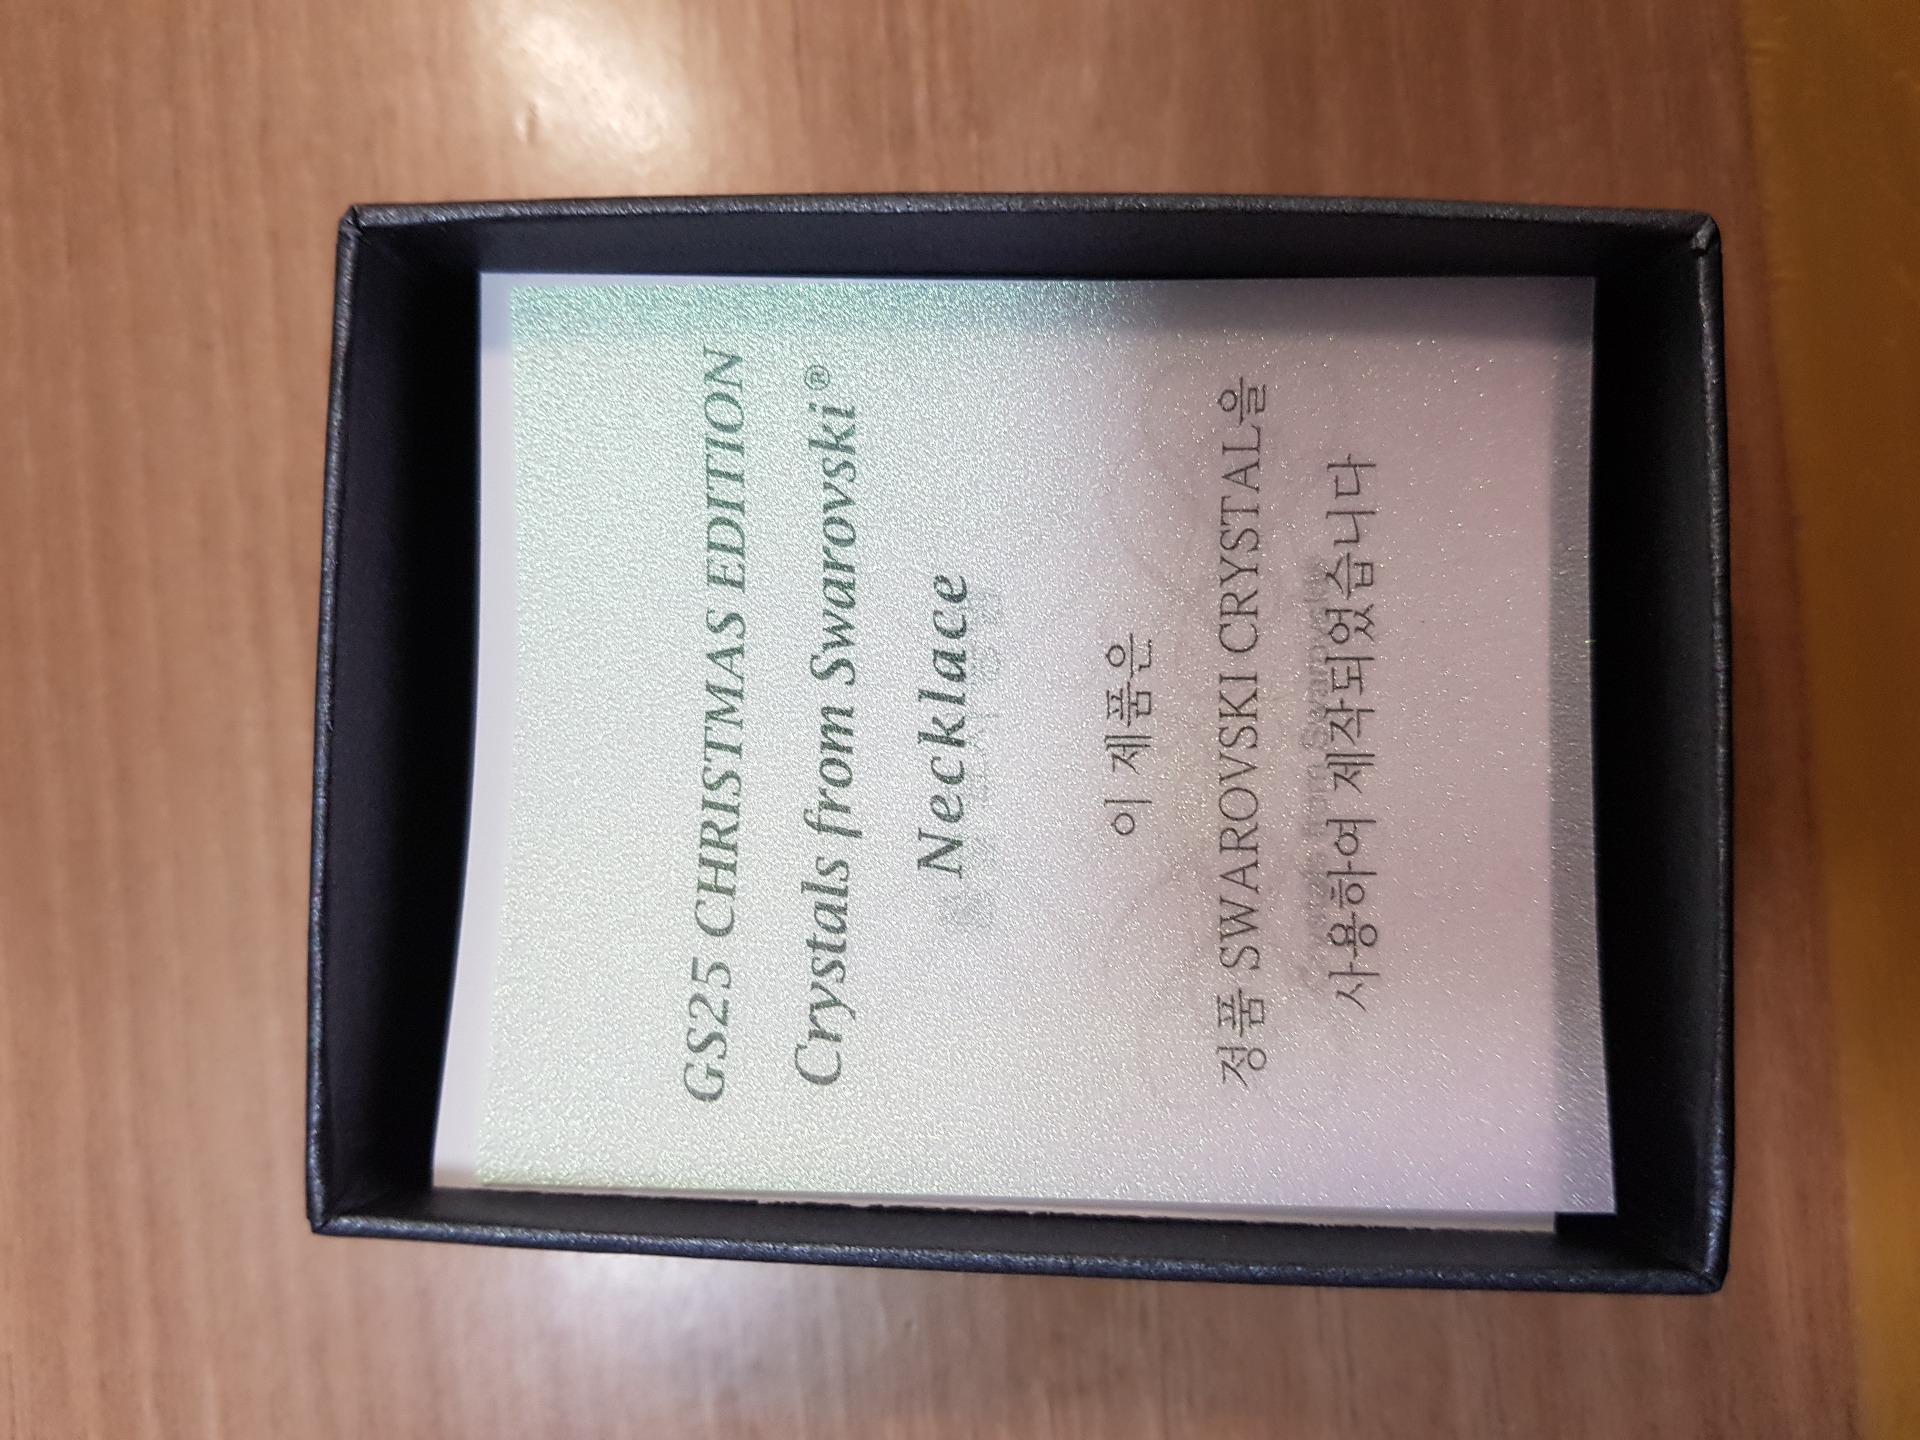 GS25 CHRISTMAS EDITION
Crystals from Swarovski®
Necklace
이 제품은
정품 SWAROVSKI CRYSTAL을
사용하여 제작되었습니다